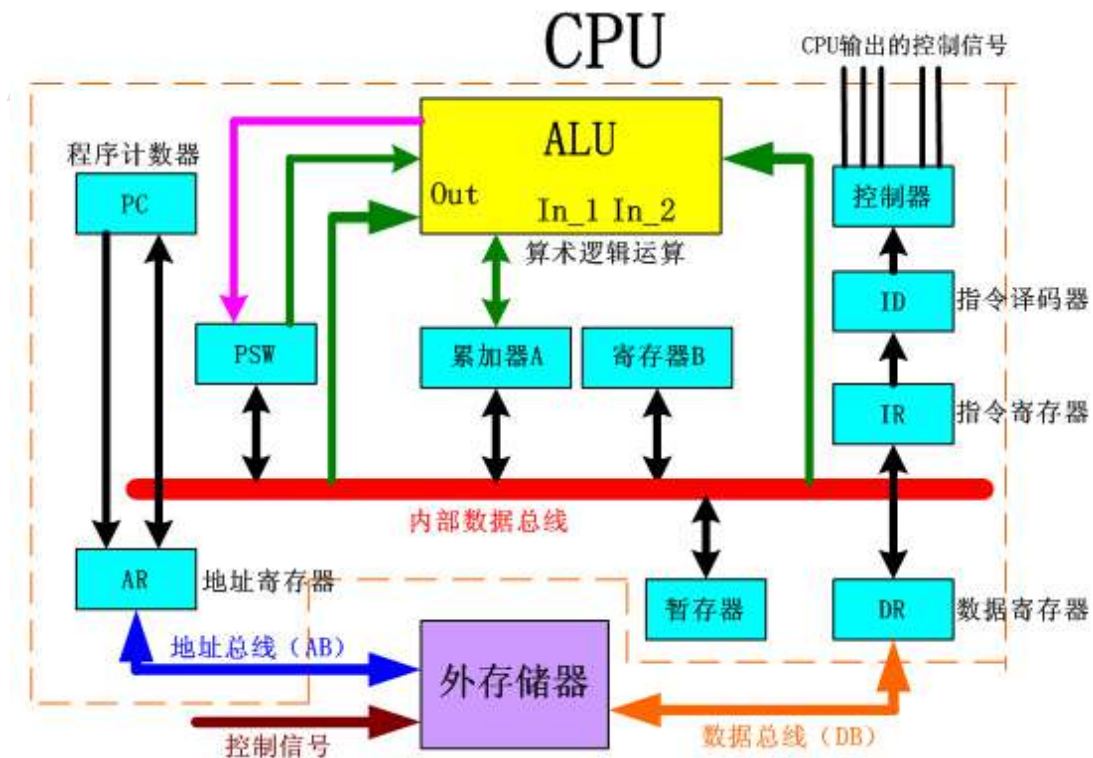 CPU
CPU输出的控制信号
程序计数器
PC
ALU
Out
In_1 In_2
算术逻辑运算
控制器
ID
指令译码器
PSW
累加器A
寄存器B
IR
指令寄存器
内部数据总线
AR
地址寄存器
暂存器
DR
数据寄存器
地址总线（AB）
外存储器
控制信号
数据总线（DB）